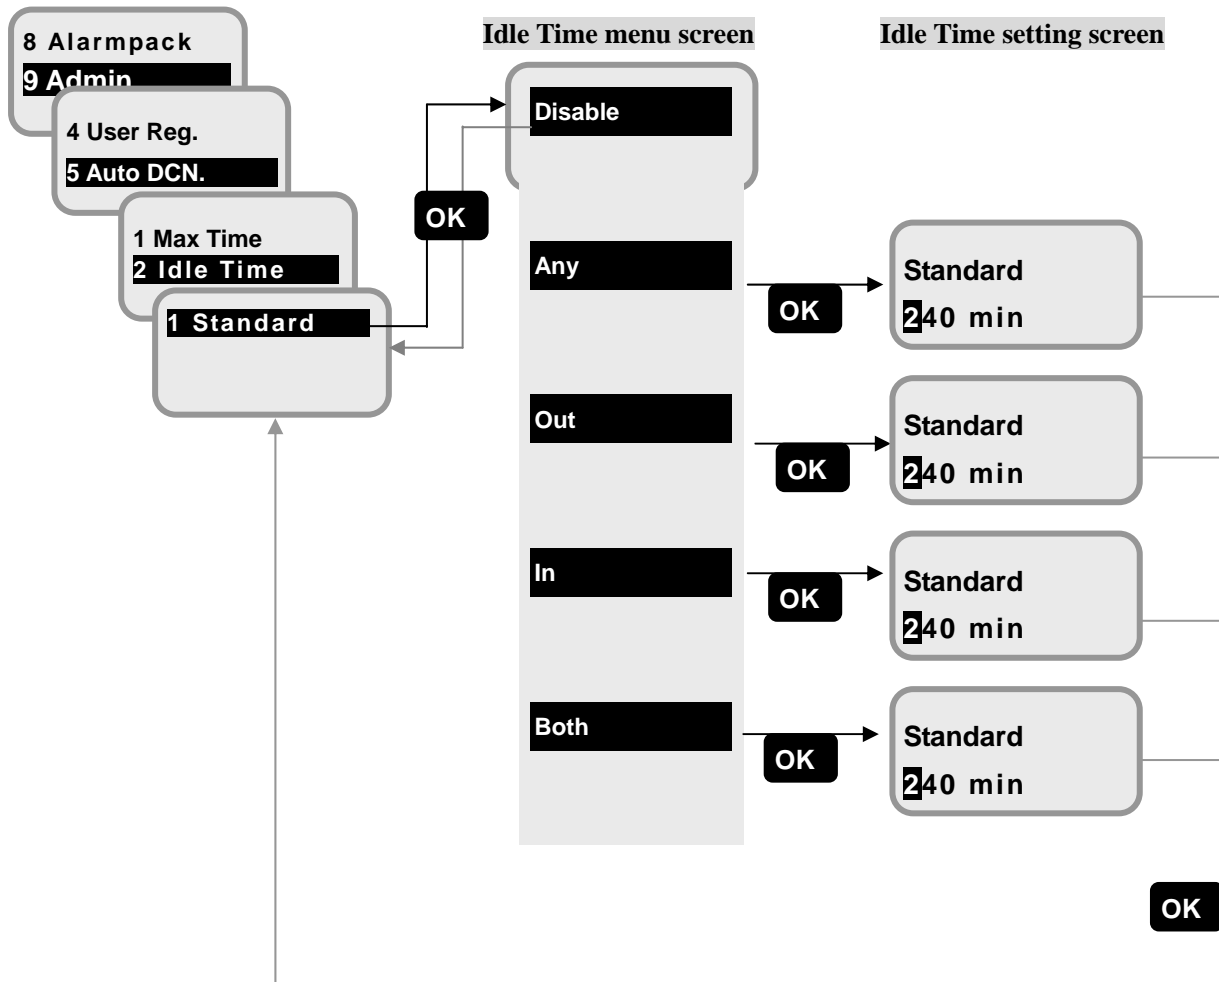 Idle Time menu screen
Idle Time setting screen
8 Alarmpack
9 Admin
4 User Reg.
5 Auto DCN.
1 Max Time
2 Idle Time
1 Standard
OK
Disable
Any
OK
Standard
240 min
Out
OK
Standard
240 min
In
OK
Standard
240 min
Both
OK
Standard
240 min
OK